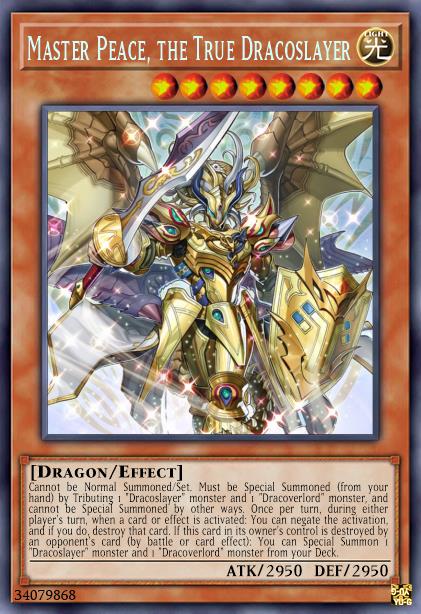 MASTER PEACE, THE TRUE DRACOSLAYER
LIGHT
光
[DRAGON/EFFECT]
Cannot be Normal Summoned/Set. Must be Special Summoned (from your
hand) by Tributing 1 "Dracoslayer" monster and 1 "Dracoverlord" monster, and
cannot be Special Summoned by other ways. Once per turn, during either
player's turn, when a card or effect is activated: You can negate the activation,
and if you do, destroy that card. If this card in its owner's control is destroyed by
an opponent's card (by battle or card effect): You can Special Summon 1
"Dracoslayer" monster and 1 "Dracoverlord" monster from your Deck.
ATK/2950 DEF/2950
34079868